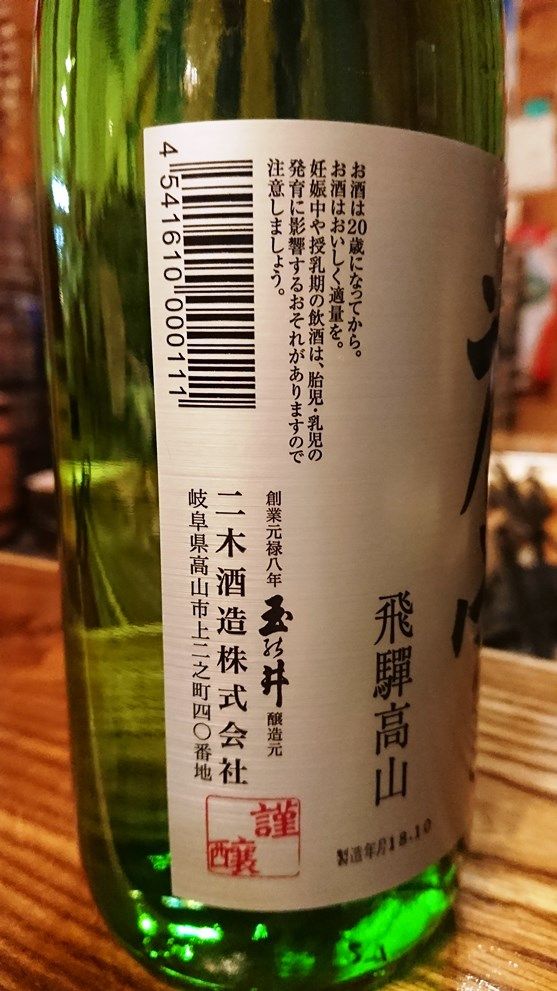 お酒は20歳になってから。
お酒はおいしく適量を。
妊娠中や授乳期の飲酒は、胎児・乳児の
発育に影響するおそれがありますので
注意しましょう。
4 541610 000111
飛驒高山
製造年月18.10
創業元禄八年 玉の井 醸造元
二木酒造株式会社
岐阜県高山市上二之町四〇番地
謹醸